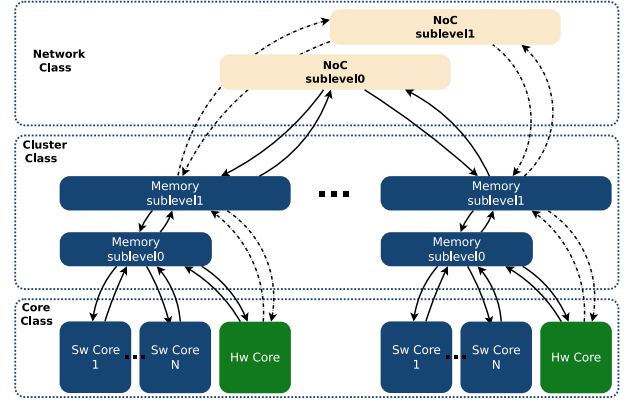 Network
Class
NoC
sublevel1
NoC
sublevel0
Cluster
Class
Memory
sublevel1
Memory
sublevel1
Memory
sublevel0
Memory
sublevel0
Core
Class
Sw Core
1
Sw Core
N
Hw Core
Sw Core
1
Sw Core
N
Hw Core